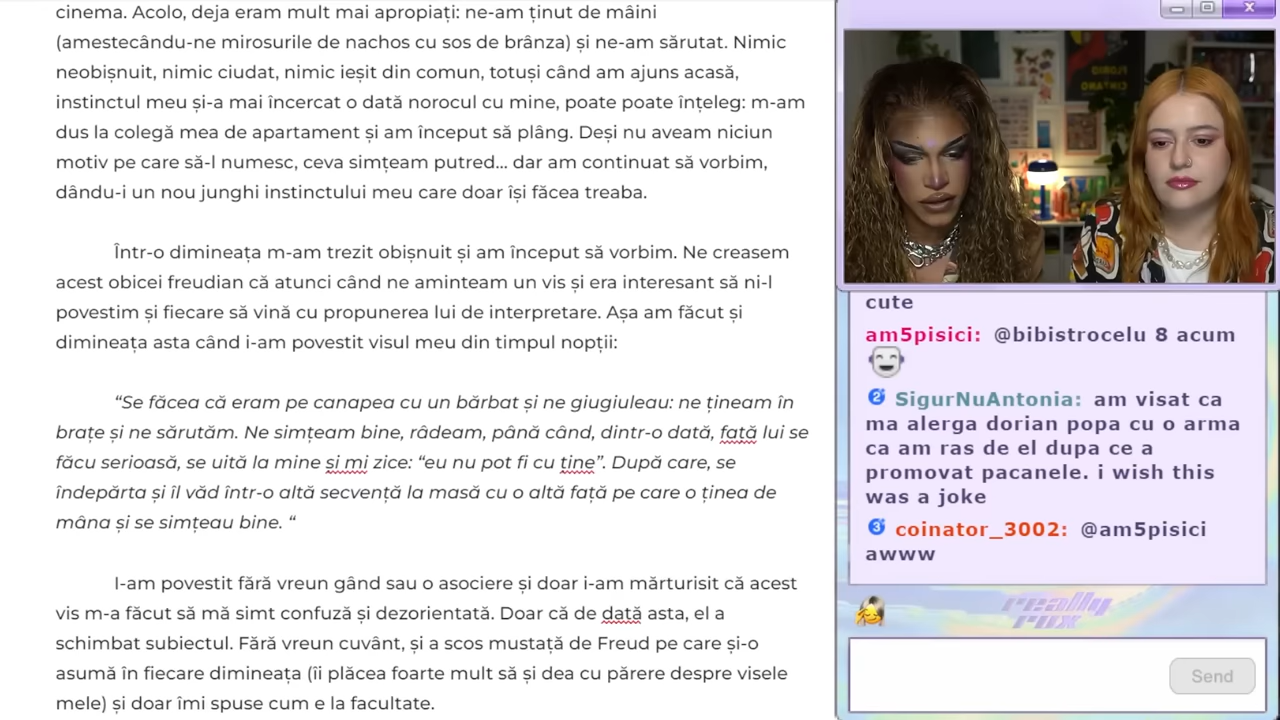 cinema. Acolo, deja eram mult mai apropiați: ne-am ținut de mâini
(amestecându-ne mirosurile de nachos cu sos de brânza) și ne-am sărutat. Nimic
neobișnuit, nimic ciudat, nimic ieșit din comun, totuși când am ajuns acasă,
instinctul meu și-a mai încercat o dată norocul cu mine, poate poate înțeleg: m-am
dus la colegă mea de apartament și am început să plâng. Deși nu aveam niciun
motiv pe care să-l numesc, ceva simțeam putred... dar am continuat să vorbim,
dându-i un nou junghi instinctului meu care doar își făcea treaba.
Într-o dimineața m-am trezit obișnuit și am început să vorbim. Ne creasem
acest obicei freudian că atunci când ne aminteam un vis și era interesant să ni-l
povestim și fiecare să vină cu propunerea lui de interpretare. Așa am făcut și
dimineața asta când i-am povestit visul meu din timpul nopții:
“Se făcea că eram pe canapea cu un bărbat și ne giugiuleau: ne țineam în
brațe și ne sărutăm. Ne simțeam bine, râdeam, până când, dintr-o dată, fată lui se
făcu serioasă, se uită la mine si mi zice: “eu nu pot fi cu ține”. După care, se
îndepărta și îl văd într-o altă secvență la masă cu o altă față pe care o ținea de
mâna și se simțeau bine. “
I-am povestit fără vreun gând sau o asociere și doar i-am mărturisit că acest
vis m-a făcut să mă simt confuză și dezorientată. Doar că de dată asta, el a
schimbat subiectul. Fără vreun cuvânt, și a scos mustață de Freud pe care și-o
asumă în fiecare dimineața (îi plăcea foarte mult să și dea cu părere despre visele
mele) și doar îmi spuse cum e la facultate.
cute
am5pisici: @bibistrocelu 8 acum
2 SigurNuAntonia: am visat ca
ma alerga dorian popa cu o arma
ca am ras de el dupa ce a
promovat pacanele. i wish this
was a joke
3 coinator_3002: @am5pisici
awww
really
rux
Send